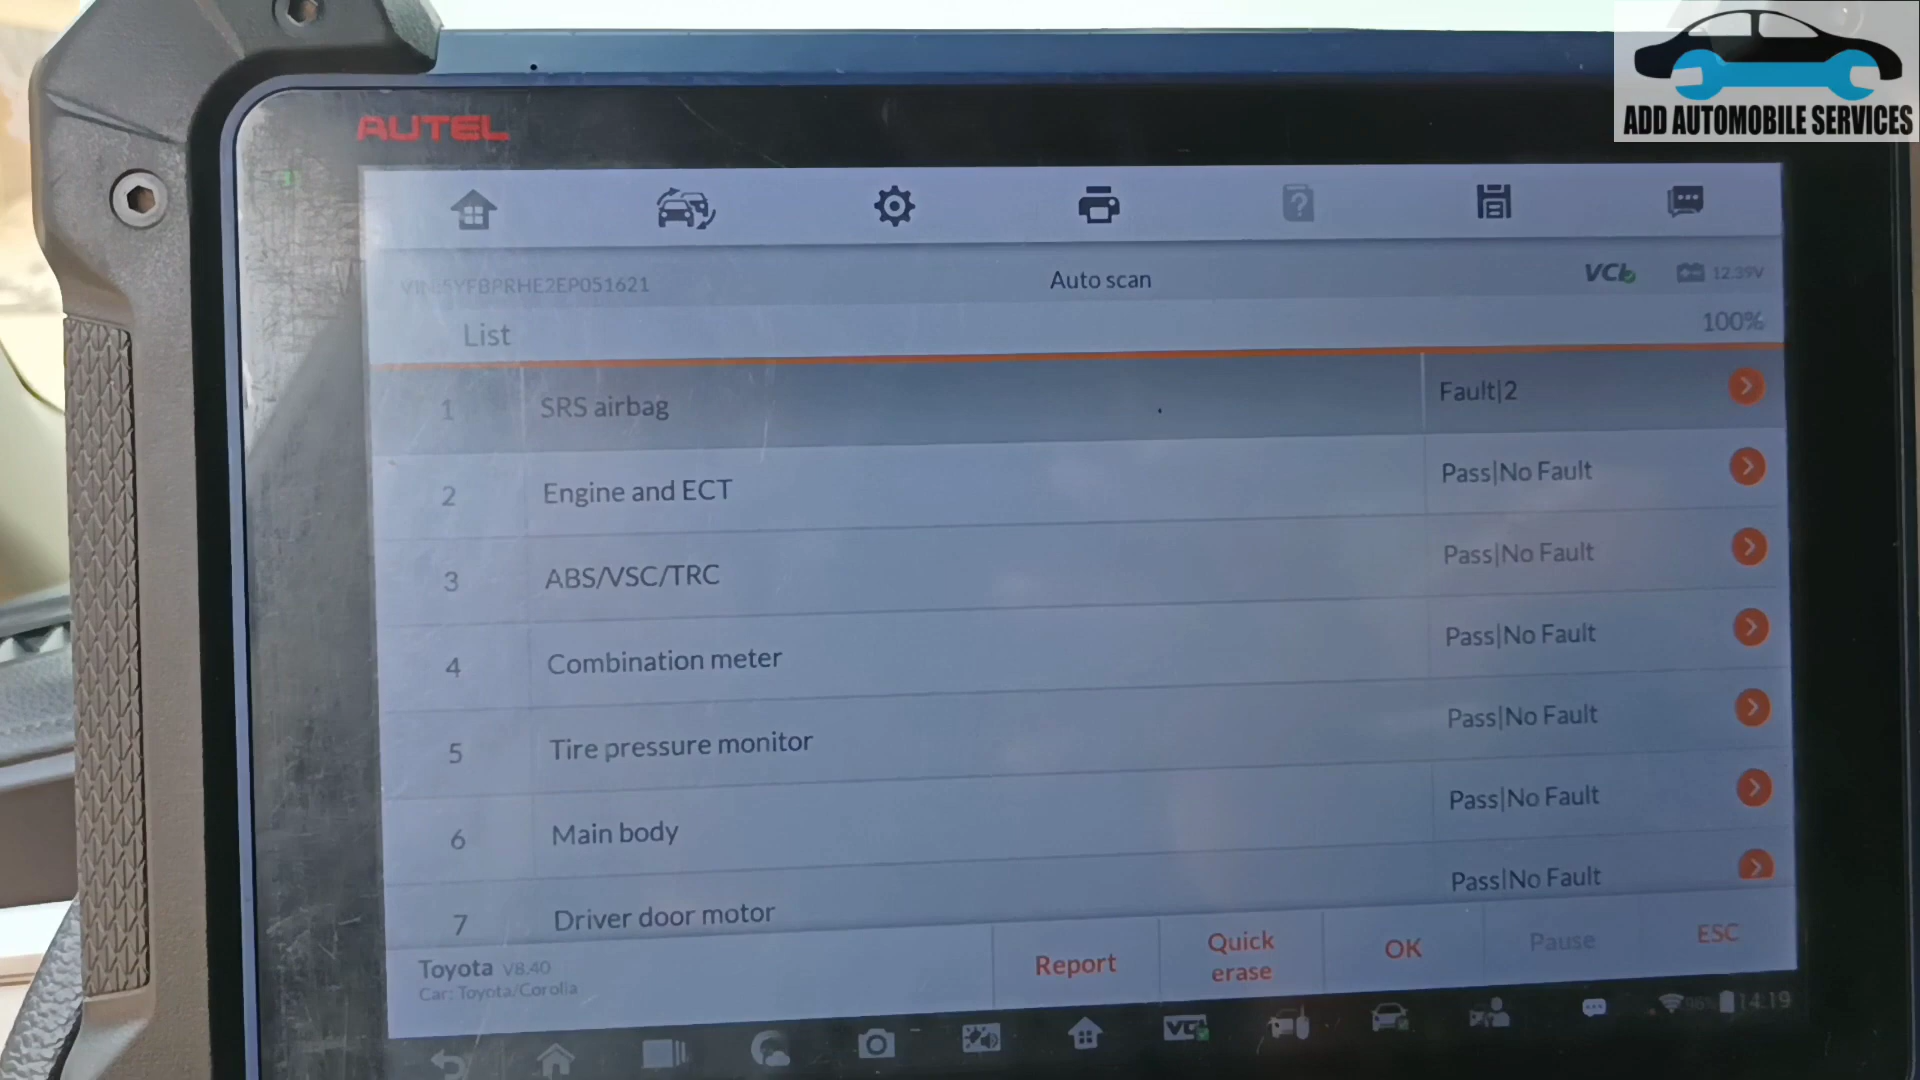 ADD AUTOMOBILE SERVICES
AUTEL
VIN:5YFBPRHE2EP051621
Auto scan
VCI
12.39V
List
100%
1 SRS airbag Fault|2
2 Engine and ECT Pass|No Fault
3 ABS/VSC/TRC Pass|No Fault
4 Combination meter Pass|No Fault
5 Tire pressure monitor Pass|No Fault
6 Main body Pass|No Fault
7 Driver door motor Pass|No Fault
Toyota V8.40
Car: Toyota/Corolla
Report
Quick
erase
OK
Pause
ESC
VCI
14:19